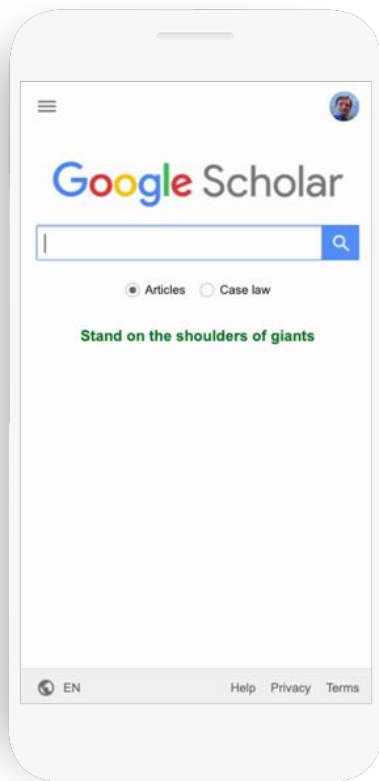 Google Scholar
Articles Case law
Stand on the shoulders of giants
EN Help Privacy Terms